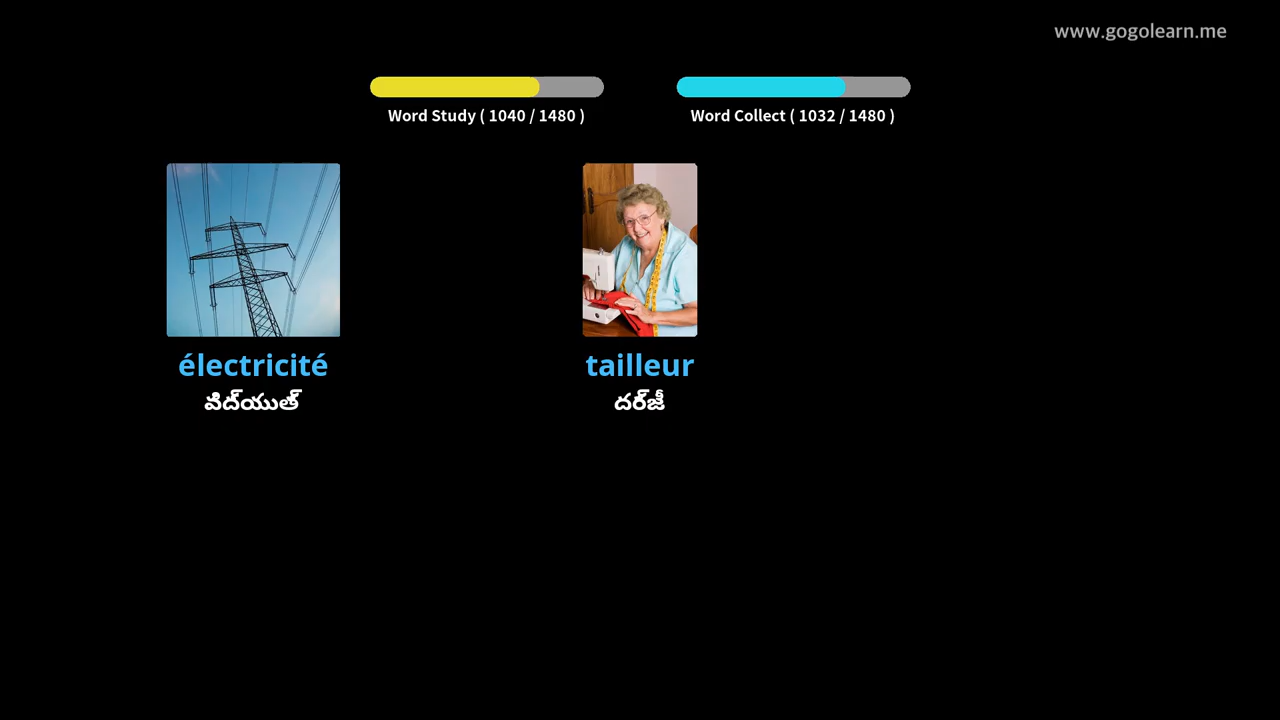 www.gogolearn.me
Word Study ( 1040 / 1480 )
Word Collect ( 1032 / 1480 )
électricité
tailleur
విద్‌యుత్
దర్‌జీ